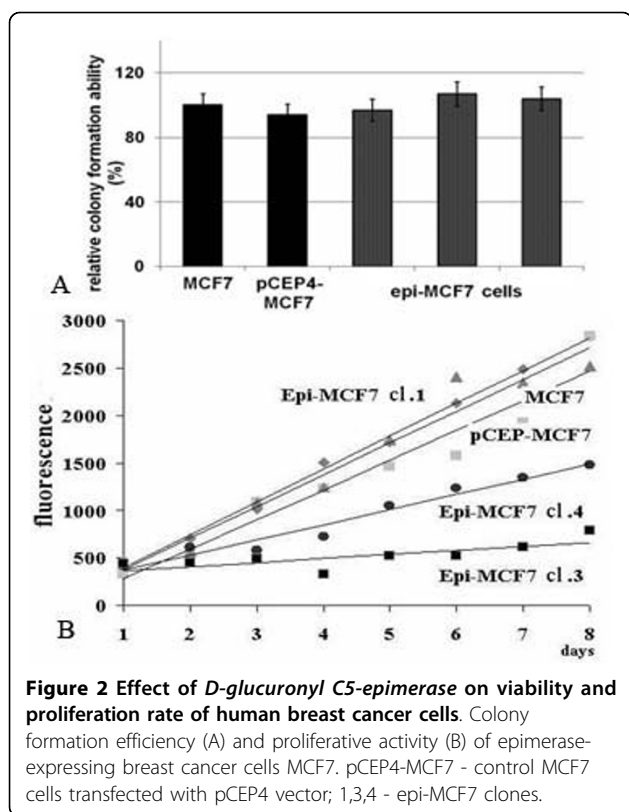 120
80
40
0
relative colony formation ability
(%)
A
MCF7
pCEP4-
MCF7
epi-MCF7 cells
3000
2500
2000
1500
1000
500
0
fluorescence
Epi-MCF7 cl.1
MCF7
pCEP-MCF7
Epi-MCF7 cl.4
Epi-MCF7 cl.3
B
1 2 3 4 5 6 7 8
days
Figure 2 Effect of D-glucuronyl C5-epimerase on viability and
proliferation rate of human breast cancer cells. Colony
formation efficiency (A) and proliferative activity (B) of epimerase-
expressing breast cancer cells MCF7. pCEP4-MCF7 - control MCF7
cells transfected with pCEP4 vector; 1,3,4 - epi-MCF7 clones.